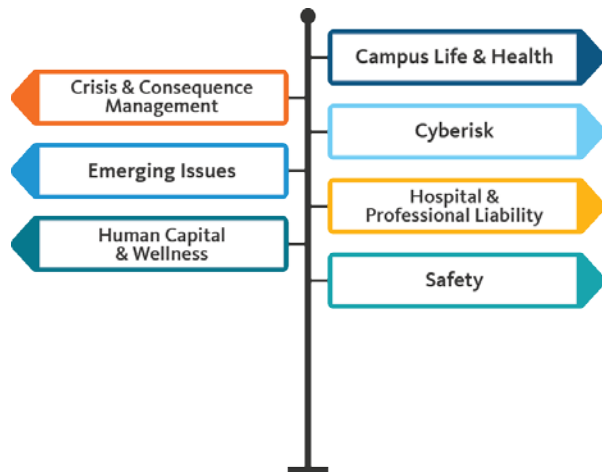 Campus Life & Health
Crisis & Consequence
Management
Cyberisk
Emerging Issues
Hospital &
Professional Liability
Human Capital
& Wellness
Safety